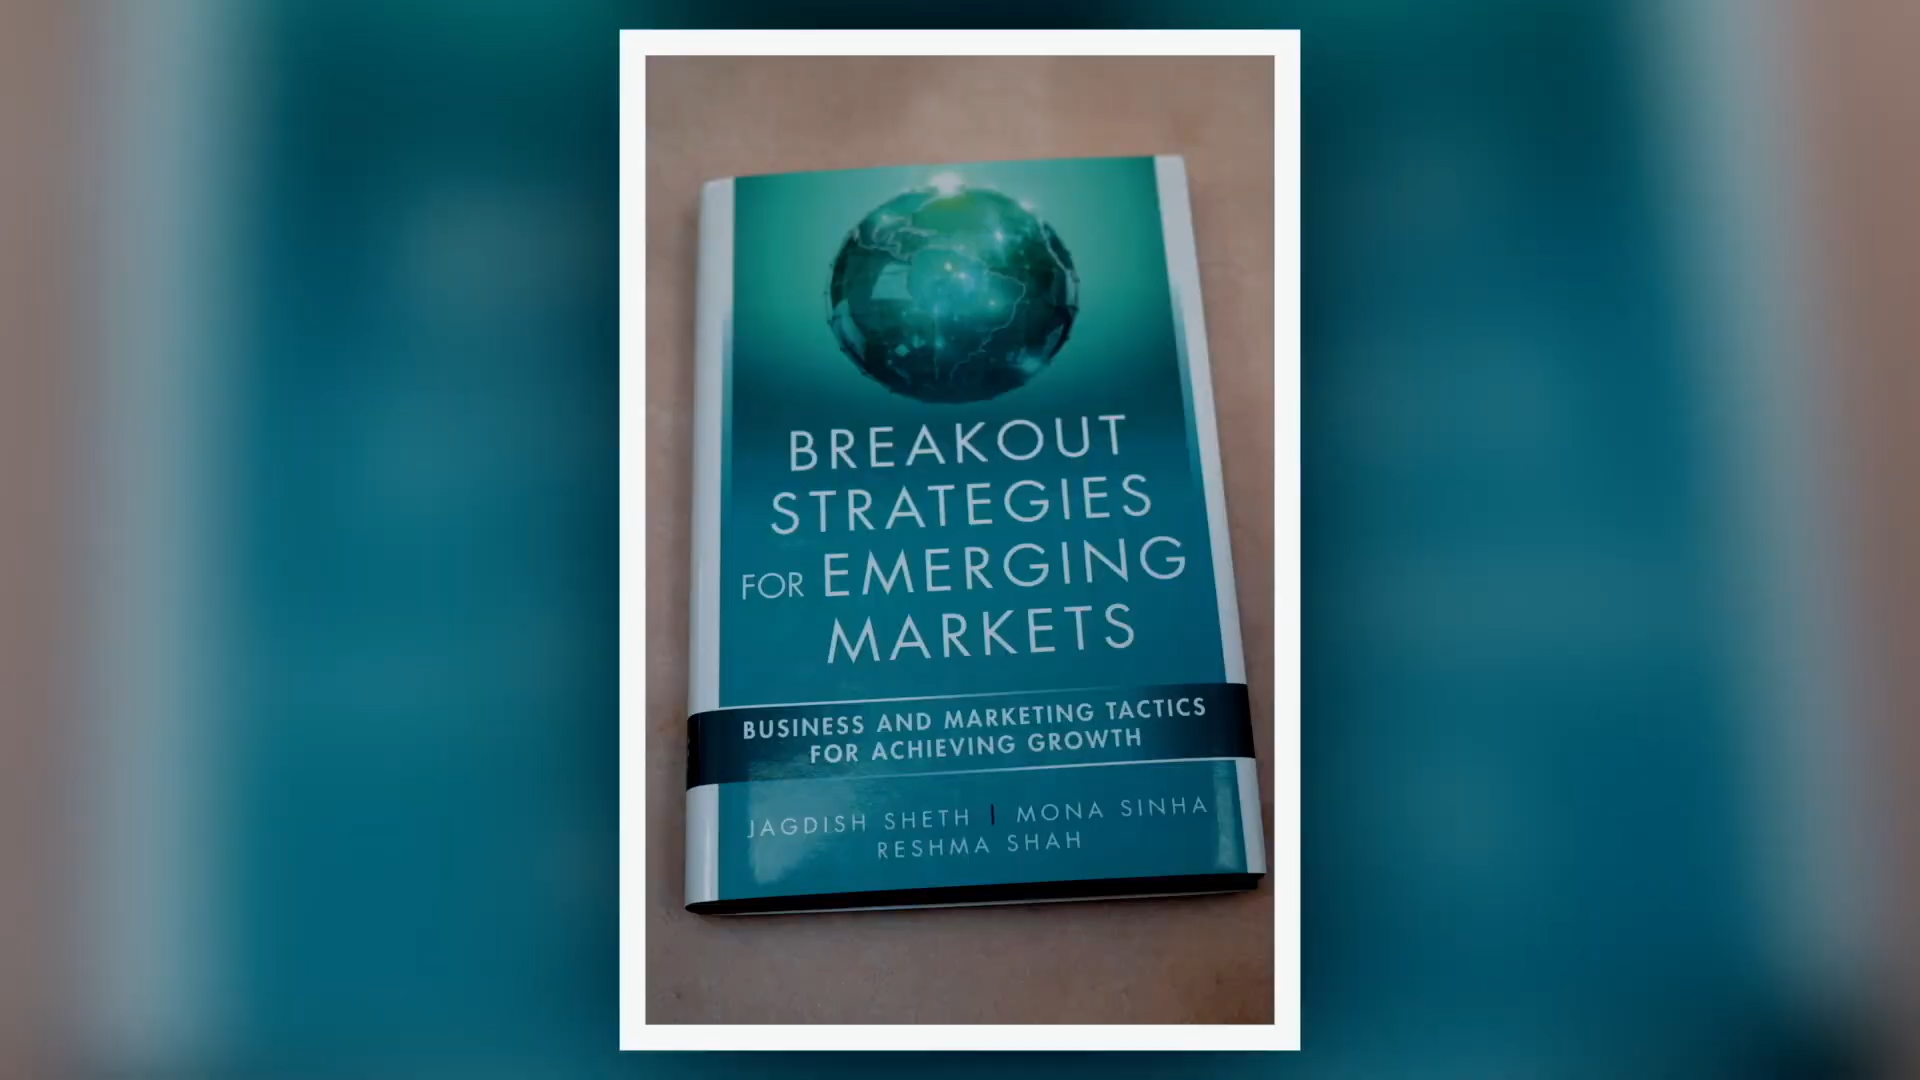 BREAKOUT
STRATEGIES
FOR EMERGING
MARKETS
BUSINESS AND MARKETING TACTICS
FOR ACHIEVING GROWTH
JAGDISH SHETH | MONA SINHA
RESHMA SHAH